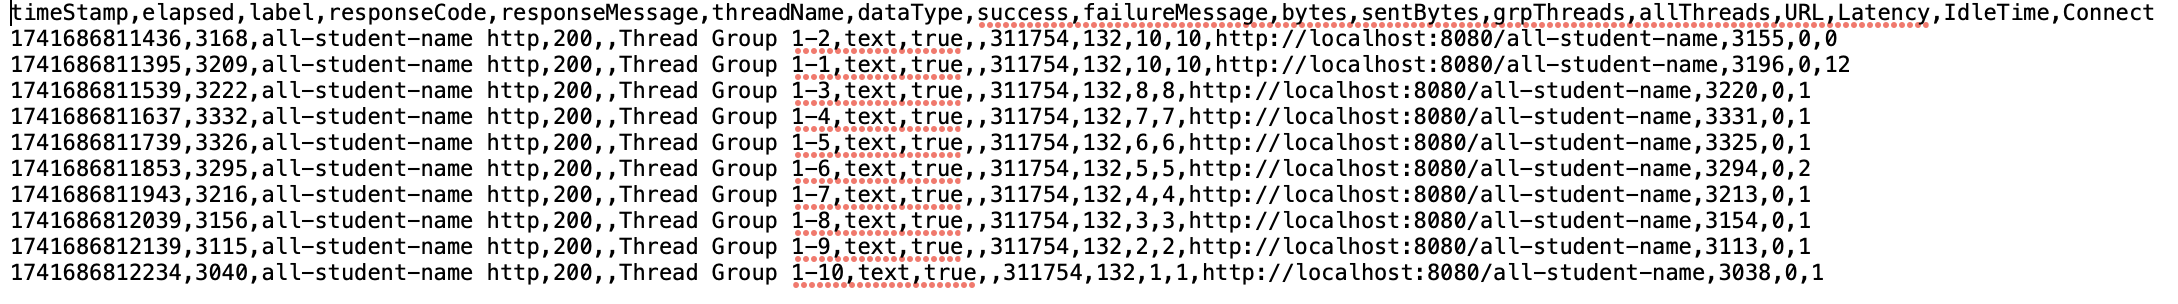 timeStamp,elapsed,label,responseCode,responseMessage,threadName,dataType,success,failureMessage,bytes,sentBytes,grpThreads,allThreads,URL,Latency,IdleTime,Connect
1741686811436,3168,all-student-name http,200,,Thread Group 1-2,text,true,,311754,132,10,10,http://localhost:8080/all-student-name,3155,0,0
1741686811395,3209,all-student-name http,200,,Thread Group 1-1,text,true,,311754,132,10,10,http://localhost:8080/all-student-name,3196,0,12
1741686811539,3222,all-student-name http,200,,Thread Group 1-3,text,true,,311754,132,8,8,http://localhost:8080/all-student-name,3220,0,1
1741686811637,3332,all-student-name http,200,,Thread Group 1-4,text,true,,311754,132,7,7,http://localhost:8080/all-student-name,3331,0,1
1741686811739,3326,all-student-name http,200,,Thread Group 1-5,text,true,,311754,132,6,6,http://localhost:8080/all-student-name,3325,0,1
1741686811853,3295,all-student-name http,200,,Thread Group 1-6,text,true,,311754,132,5,5,http://localhost:8080/all-student-name,3294,0,2
1741686811943,3216,all-student-name http,200,,Thread Group 1-7,text,true,,311754,132,4,4,http://localhost:8080/all-student-name,3213,0,1
1741686812039,3156,all-student-name http,200,,Thread Group 1-8,text,true,,311754,132,3,3,http://localhost:8080/all-student-name,3154,0,1
1741686812139,3115,all-student-name http,200,,Thread Group 1-9,text,true,,311754,132,2,2,http://localhost:8080/all-student-name,3113,0,1
1741686812234,3040,all-student-name http,200,,Thread Group 1-10,text,true,,311754,132,1,1,http://localhost:8080/all-student-name,3038,0,1